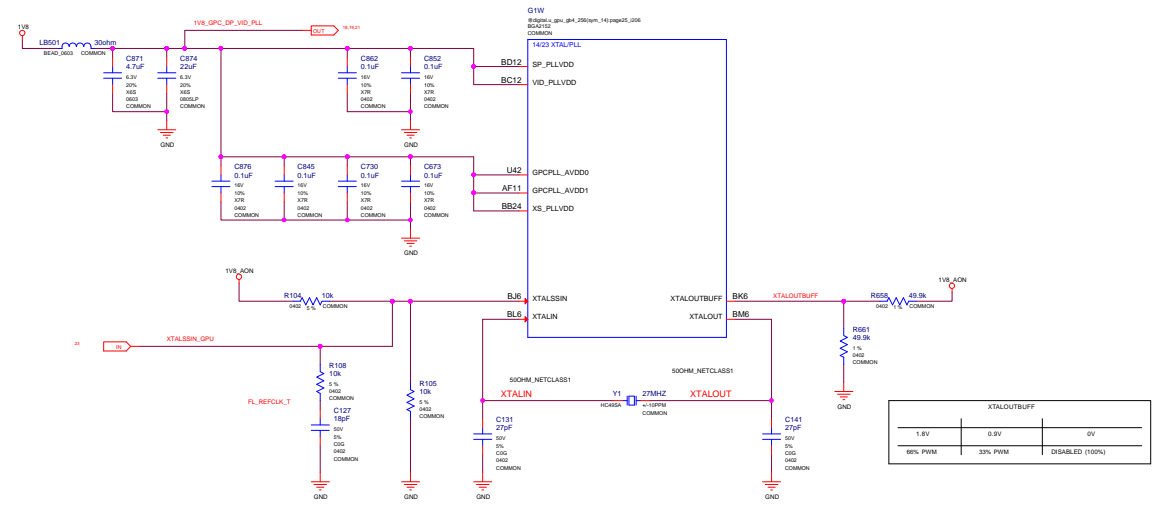 G1W
@digital.u_gpu_gb4_256(sym_14):page25_i206
BGA2152
COMMON
1V8
1V8_GPC_DP_VID_PLL
OUT
LB501 30ohm
BEAD_0603 COMMON
14/23 XTAL/PLL
C871
4.7uF
6.3V
20%
X6S
0603
COMMON
C874
22uF
6.3V
20%
X6S
0805LP
COMMON
C862
0.1uF
16V
10%
X7R
0402
COMMON
C852
0.1uF
16V
10%
X7R
0402
COMMON
BD12 SP_PLLVDD
BC12 VID_PLLVDD
GND
GND
C876
0.1uF
16V
10%
X7R
0402
COMMON
C845
0.1uF
16V
10%
X7R
0402
COMMON
C730
0.1uF
16V
10%
X7R
0402
COMMON
C673
0.1uF
16V
10%
X7R
0402
COMMON
U42 GPCPLL_AVDD0
AF11 GPCPLL_AVDD1
BB24 XS_PLLVDD
GND
1V8_AON
R104 10k
0402 5 % COMMON
BJ6 XTALSSIN
BL6 XTALIN
XTALOUTBUFF BK6
XTALOUT BM6
XTALOUTBUFF
1V8_AON
R658 49.9k
0402 1 % COMMON
R661
49.9k
1 %
0402
COMMON
GND
23 IN
XTALSSIN_GPU
R108
10k
5 %
0402
COMMON
FL_REFCLK_T
C127
18pF
50V
5%
C0G
0402
COMMON
GND
R105
10k
5 %
0402
COMMON
GND
50OHM_NETCLASS1
XTALIN
50OHM_NETCLASS1
XTALOUT
Y1 27MHZ
HC49SA +/-10PPM
COMMON
C131
27pF
50V
5%
C0G
0402
COMMON
GND
C141
27pF
50V
5%
C0G
0402
COMMON
GND
XTALOUTBUFF
1.8V 0.9V 0V
66% PWM 33% PWM DISABLED (100%)